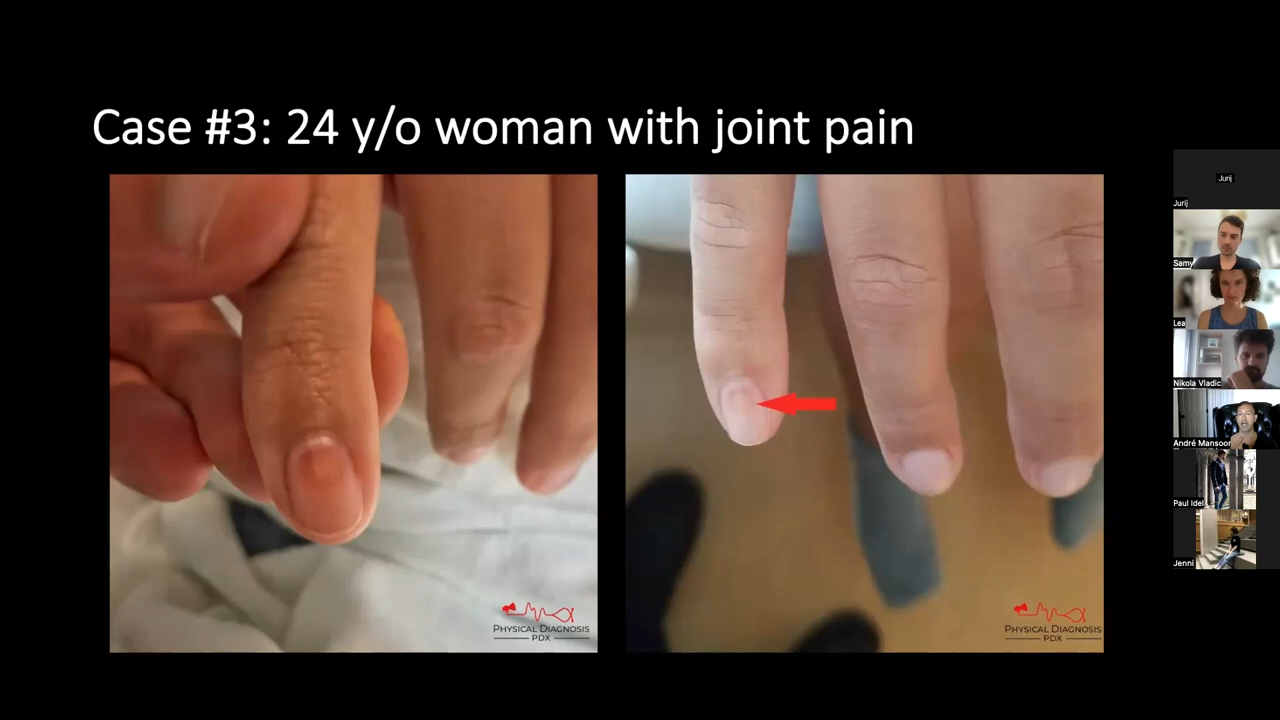 Case #3: 24 y/o woman with joint pain
PHYSICAL DIAGNOSIS
PDX
PHYSICAL DIAGNOSIS
PDX
Jurij
Jurij
Samy
Lea
Nikola Vladic
André Mansoor
Paul Idel
Jenni